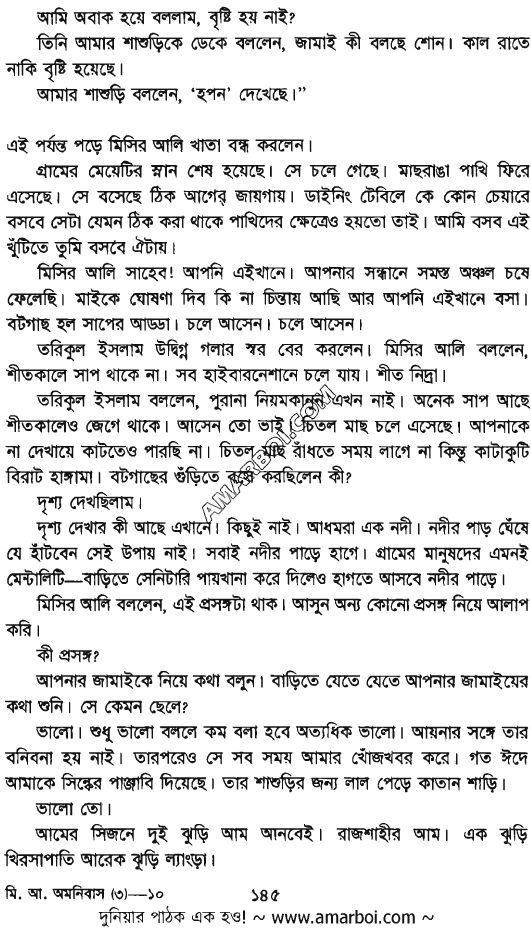 আমি অবাক হয়ে বললাম, বৃষ্টি হয় নাই?
তিনি আমার শাশুড়িকে ডেকে বললেন, জামাই কী বলছে শোন। কাল রাতে
নাকি বৃষ্টি হয়েছে।
আমার শাশুড়ি বললেন, ‘হপন’ দেখেছে।”
এই পর্যন্ত পড়ে মিসির আলি খাতা বন্ধ করলেন।
গ্রামের মেয়েটির স্নান শেষ হয়েছে। সে চলে গেছে। মাছরাঙা পাখি ফিরে
এসেছে। সে বসেছে ঠিক আগের জায়গায়। ডাইনিং টেবিলে কে কোন চেয়ারে
বসবে সেটা যেমন ঠিক করা থাকে পাখিদের ক্ষেত্রেও হয়তো তাই। আমি বসব এই
খুঁটিতে তুমি বসবে ঐটায়।
মিসির আলি সাহেব! আপনি এইখানে। আপনার সন্ধানে সমস্ত অঞ্চল চষে
ফেলেছি। মাইকে ঘোষণা দিব কি না চিন্তায় আছি আর আপনি এইখানে বসা।
বটগাছ হল সাপের আড্ডা। চলে আসেন। চলে আসেন।
তরিকুল ইসলাম উদ্বিগ্ন গলার স্বর বের করলেন। মিসির আলি বললেন,
শীতকালে সাপ থাকে না। সব হাইবারনেশানে চলে যায়। শীত নিদ্রা।
তরিকুল ইসলাম বললেন, পুরানা নিয়মকানুন এখন নাই। অনেক সাপ আছে
শীতকালেও জেগে থাকে। আসেন তো ভাই। চিতল মাছ চলে এসেছে। আপনাকে
না দেখায়ে কাটতেও পারছি না। চিতল মাছ রাঁধতে সময় লাগে না কিন্তু কাটাকুটি
বিরাট হাঙ্গামা। বটগাছের গুঁড়িতে বসে করছিলেন কী?
দৃশ্য দেখছিলাম।
দৃশ্য দেখার কী আছে এখানে। কিছুই নাই। আধমরা এক নদী। নদীর পাড় ঘেঁষে
যে হাঁটবেন সেই উপায় নাই। সবাই নদীর পাড়ে হাগে। গ্রামের মানুষদের এমনই
মেন্টালিটি—বাড়িতে সেনিটারি পায়খানা করে দিলেও হাগতে আসবে নদীর পাড়ে।
মিসির আলি বললেন, এই প্রসঙ্গটা থাক। আসুন অন্য কোনো প্রসঙ্গ নিয়ে আলাপ
করি।
কী প্রসঙ্গ?
আপনার জামাইকে নিয়ে কথা বলুন। বাড়িতে যেতে যেতে আপনার জামাইয়ের
কথা শুনি। সে কেমন ছেলে?
ভালো। শুধু ভালো বললে কম বলা হবে অত্যধিক ভালো। আয়নার সঙ্গে তার
বনিবনা হয় নাই। তারপরেও সে সব সময় আমার খোঁজখবর করে। গত ঈদে
আমাকে সিল্কের পাঞ্জাবি দিয়েছে। তার শাশুড়ির জন্য লাল পেড়ে কাতান শাড়ি।
ভালো তো।
আমের সিজনে দুই ঝুড়ি আম আনবেই। রাজশাহীর আম। এক ঝুড়ি
খিরসাপাতি আরেক ঝুড়ি ল্যাংড়া।
মি. আ. অমনিবাস (৩)—১০
১৪৫
দুনিয়ার পাঠক এক হও! ~ www.amarboi.com ~
AMARBOI.COM